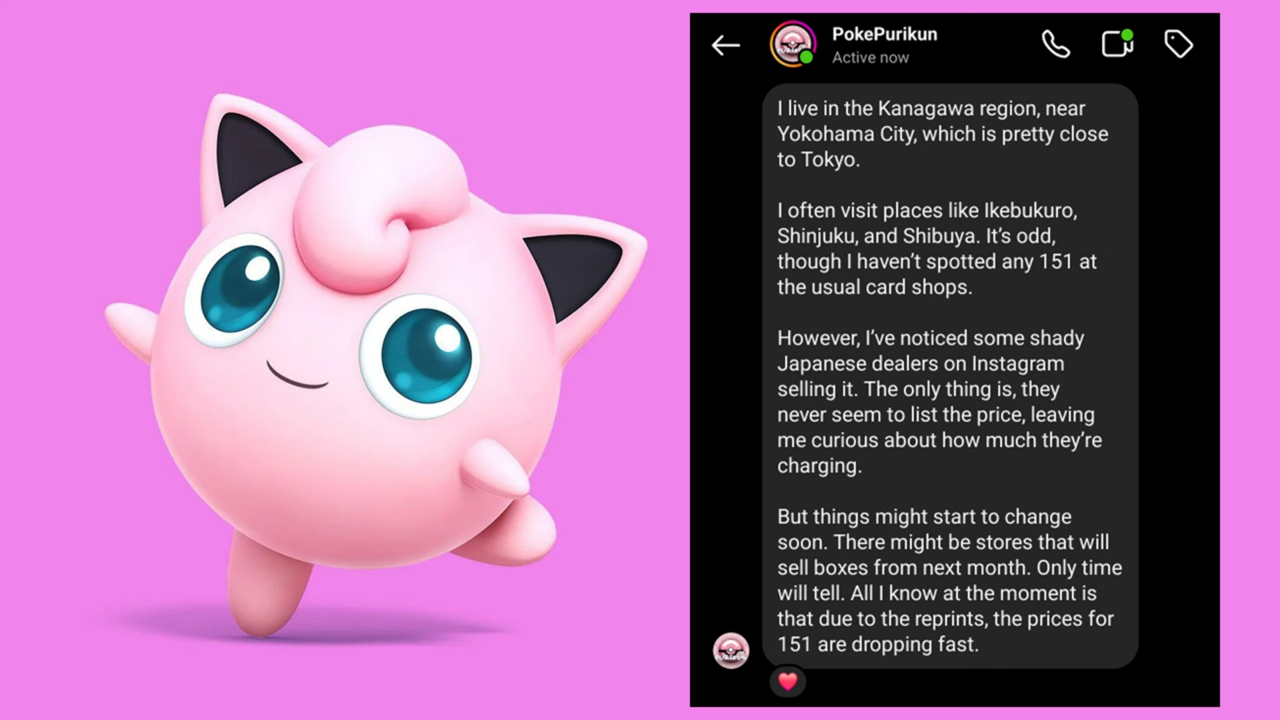 PokePurikun
Active now
I live in the Kanagawa region, near
Yokohama City, which is pretty close
to Tokyo.
I often visit places like Ikebukuro,
Shinjuku, and Shibuya. It’s odd,
though I haven’t spotted any 151 at
the usual card shops.
However, I’ve noticed some shady
Japanese dealers on Instagram
selling it. The only thing is, they
never seem to list the price, leaving
me curious about how much they’re
charging.
But things might start to change
soon. There might be stores that will
sell boxes from next month. Only time
will tell. All I know at the moment is
that due to the reprints, the prices for
151 are dropping fast.